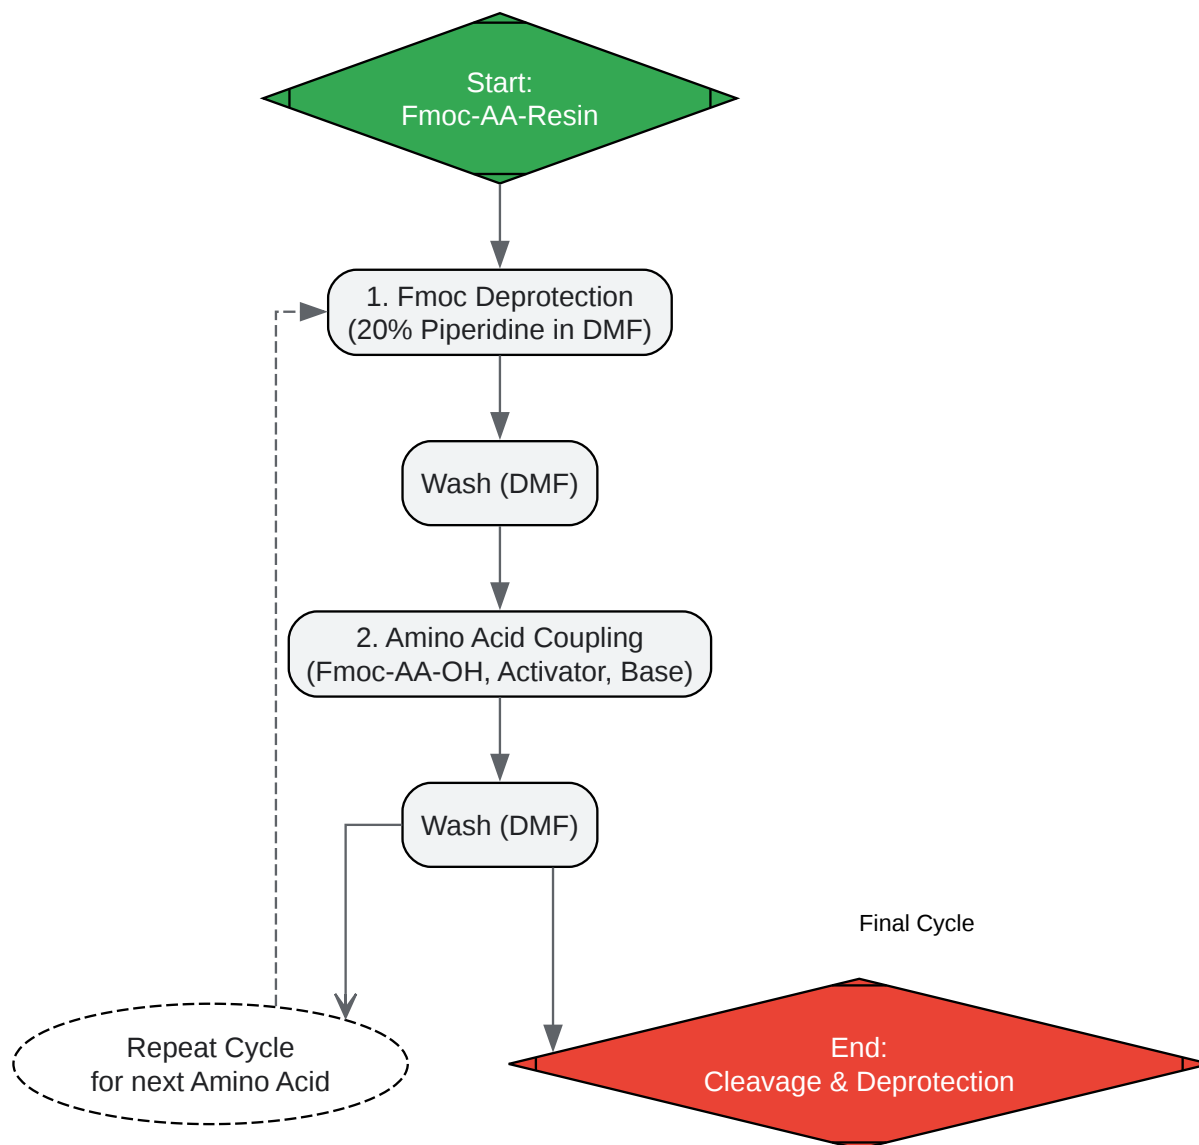 Start:
Fmoc-AA-Resin
1. Fmoc Deprotection
(20% Piperidine in DMF)
Wash (DMF)
2. Amino Acid Coupling
(Fmoc-AA-OH, Activator, Base)
Wash (DMF)
Final Cycle
Repeat Cycle
for next Amino Acid
End:
Cleavage & Deprotection